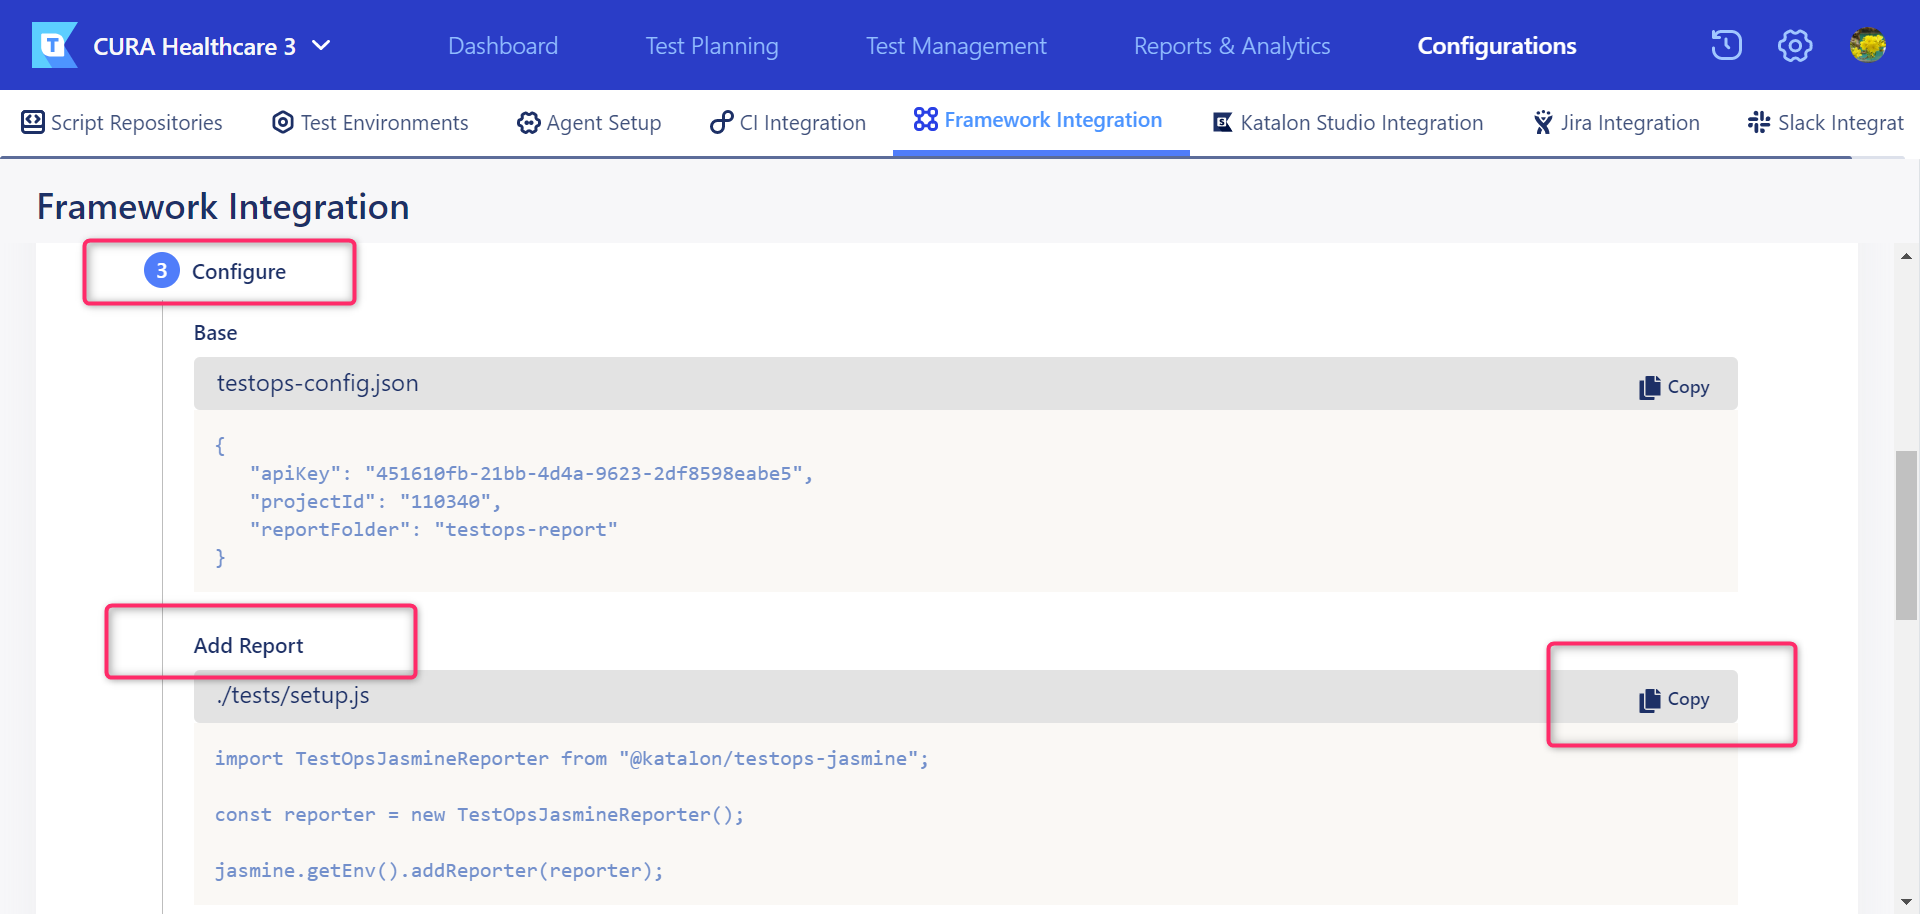 T CURA Healthcare 3 Dashboard Test Planning Test Management Reports & Analytics Configurations
Script Repositories Test Environments Agent Setup CI Integration Framework Integration Katalon Studio Integration Jira Integration Slack Integrat
Framework Integration
3 Configure
Base
testops-config.json Copy
{
"apiKey": "451610fb-21bb-4d4a-9623-2df8598eabe5",
"projectId": "110340",
"reportFolder": "testops-report"
}
Add Report
./tests/setup.js Copy
import TestOpsJasmineReporter from "@katalon/testops-jasmine";
const reporter = new TestOpsJasmineReporter();
jasmine.getEnv().addReporter(reporter);